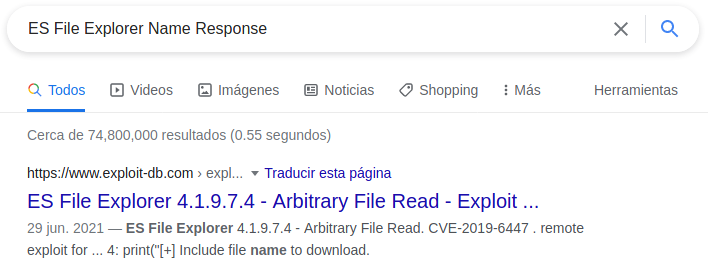 ES File Explorer Name Response
Todos Videos Imágenes Noticias Shopping Más Herramientas
Cerca de 74,800,000 resultados (0.55 segundos)
https://www.exploit-db.com › expl... Traducir esta página
ES File Explorer 4.1.9.7.4 - Arbitrary File Read - Exploit ...
29 jun. 2021 — ES File Explorer 4.1.9.7.4 - Arbitrary File Read. CVE-2019-6447 . remote
exploit for ... 4: print("[+] Include file name to download.